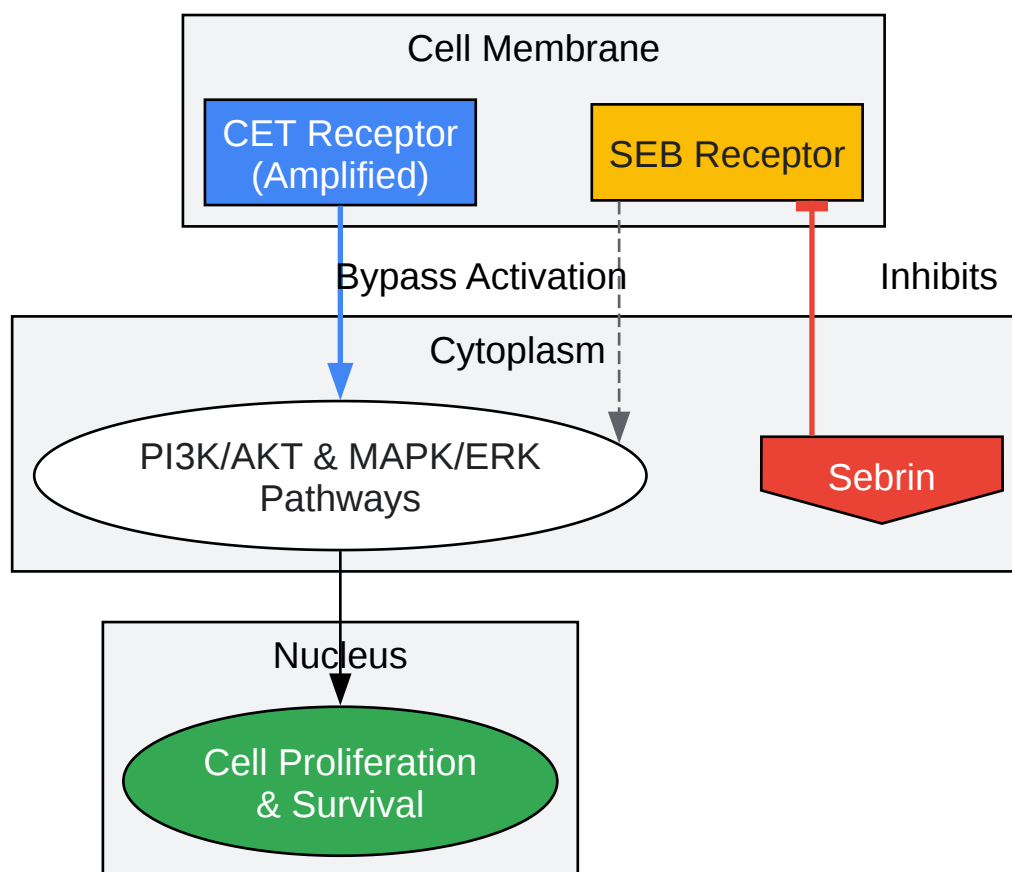 Cell Membrane
CET Receptor
(Amplified)
SEB Receptor
Bypass Activation
Inhibits
Cytoplasm
PI3K/AKT & MAPK/ERK
Pathways
Sebrin
Nucleus
Cell Proliferation
& Survival